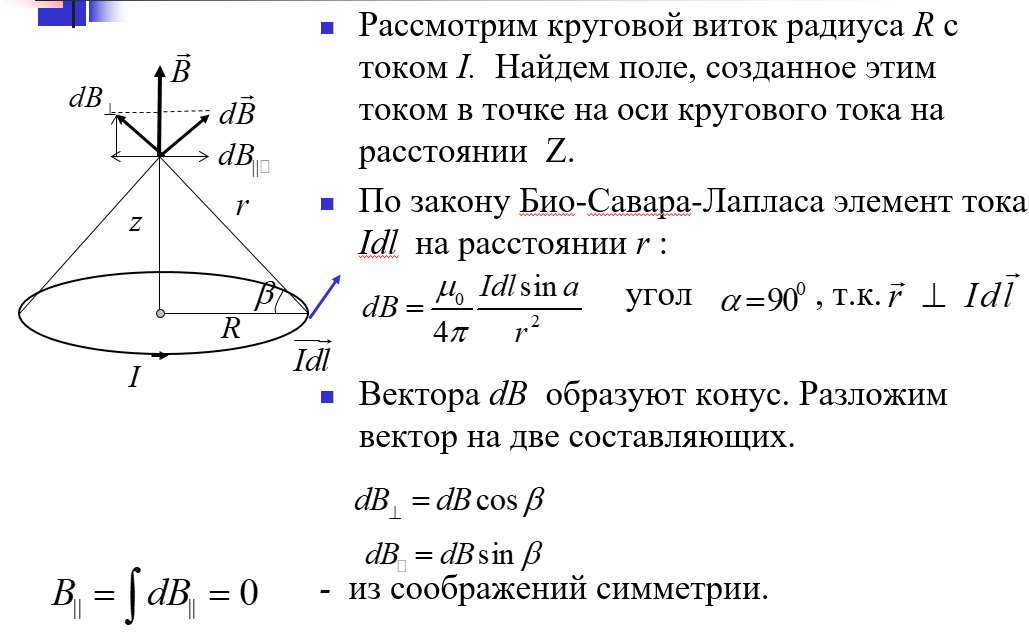 Рассмотрим круговой виток радиуса R с
током I. Найдем поле, созданное этим
током в точке на оси кругового тока на
расстоянии Z.
По закону Био-Савара-Лапласа элемент тока
Idl на расстоянии r :
dB = μ₀/4π Idl sin a / r²
угол α=90⁰ , т.к. r⃗ ⊥ Idl⃗
Вектора dB образуют конус. Разложим
вектор на две составляющих.
dB⊥ = dB cos β
dB□ = dB sin β
B|| = ∫ dB|| = 0 - из соображений симметрии.
B⃗
dB⊥
dB⃗
dB||□
z
r
β
R
Idl⃗
I